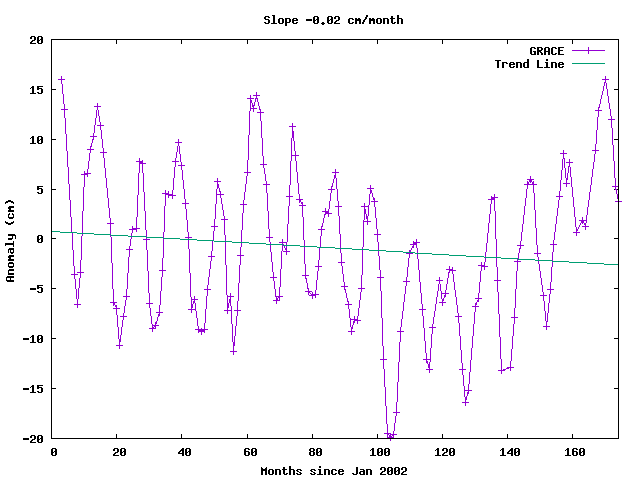 Slope -0.02 cm/month
GRACE
Trend Line
20
15
10
5
0
-5
-10
-15
-20
Anomaly (cm)
0 20 40 60 80 100 120 140 160
Months since Jan 2002